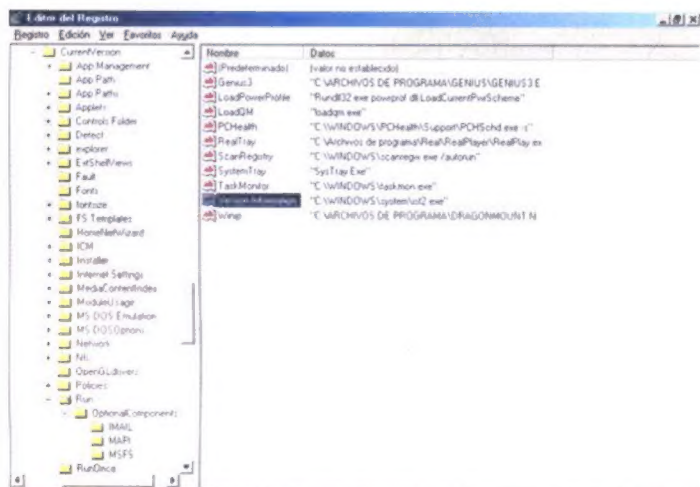 Editor del Registro
Registro Edición Ver Favoritos Ayuda
CurrentVersion
App Management
App Path
App Paths
Applets
Controls Folder
Detect
explorer
ExtShellViews
Fault
Fonts
fontsize
FS Templates
HomeNetWizard
ICM
Installer
Internet Settings
MediaContentIndex
ModuleUsage
MS-DOS Emulation
MS-DOSOptions
Network
Nls
OpenGLdrivers
Policies
Run
OptionalComponents
IMAIL
MAPI
MSFS
RunOnce
Nombre Datos
(Predeterminado) (valor no establecido)
Genius3 "C:\ARCHIVOS DE PROGRAMA\GENIUS\GENIUS3.E
LoadPowerProfile "Rundll32.exe powrprof.dll,LoadCurrentPwrScheme"
LoadQM "loadqm.exe"
PCHealth "C:\WINDOWS\PCHealth\Support\PCHSchd.exe -s"
RealTray "C:\Archivos de programa\Real\RealPlayer\RealPlay.ex
ScanRegistry "C:\WINDOWS\scanregw.exe /autorun"
SystemTray "SysTray.Exe"
TaskMonitor "C:\WINDOWS\taskmon.exe"
"C:\WINDOWS\system\vxf2.exe"
"C:\ARCHIVOS DE PROGRAMA\DRAGONMOUNT N